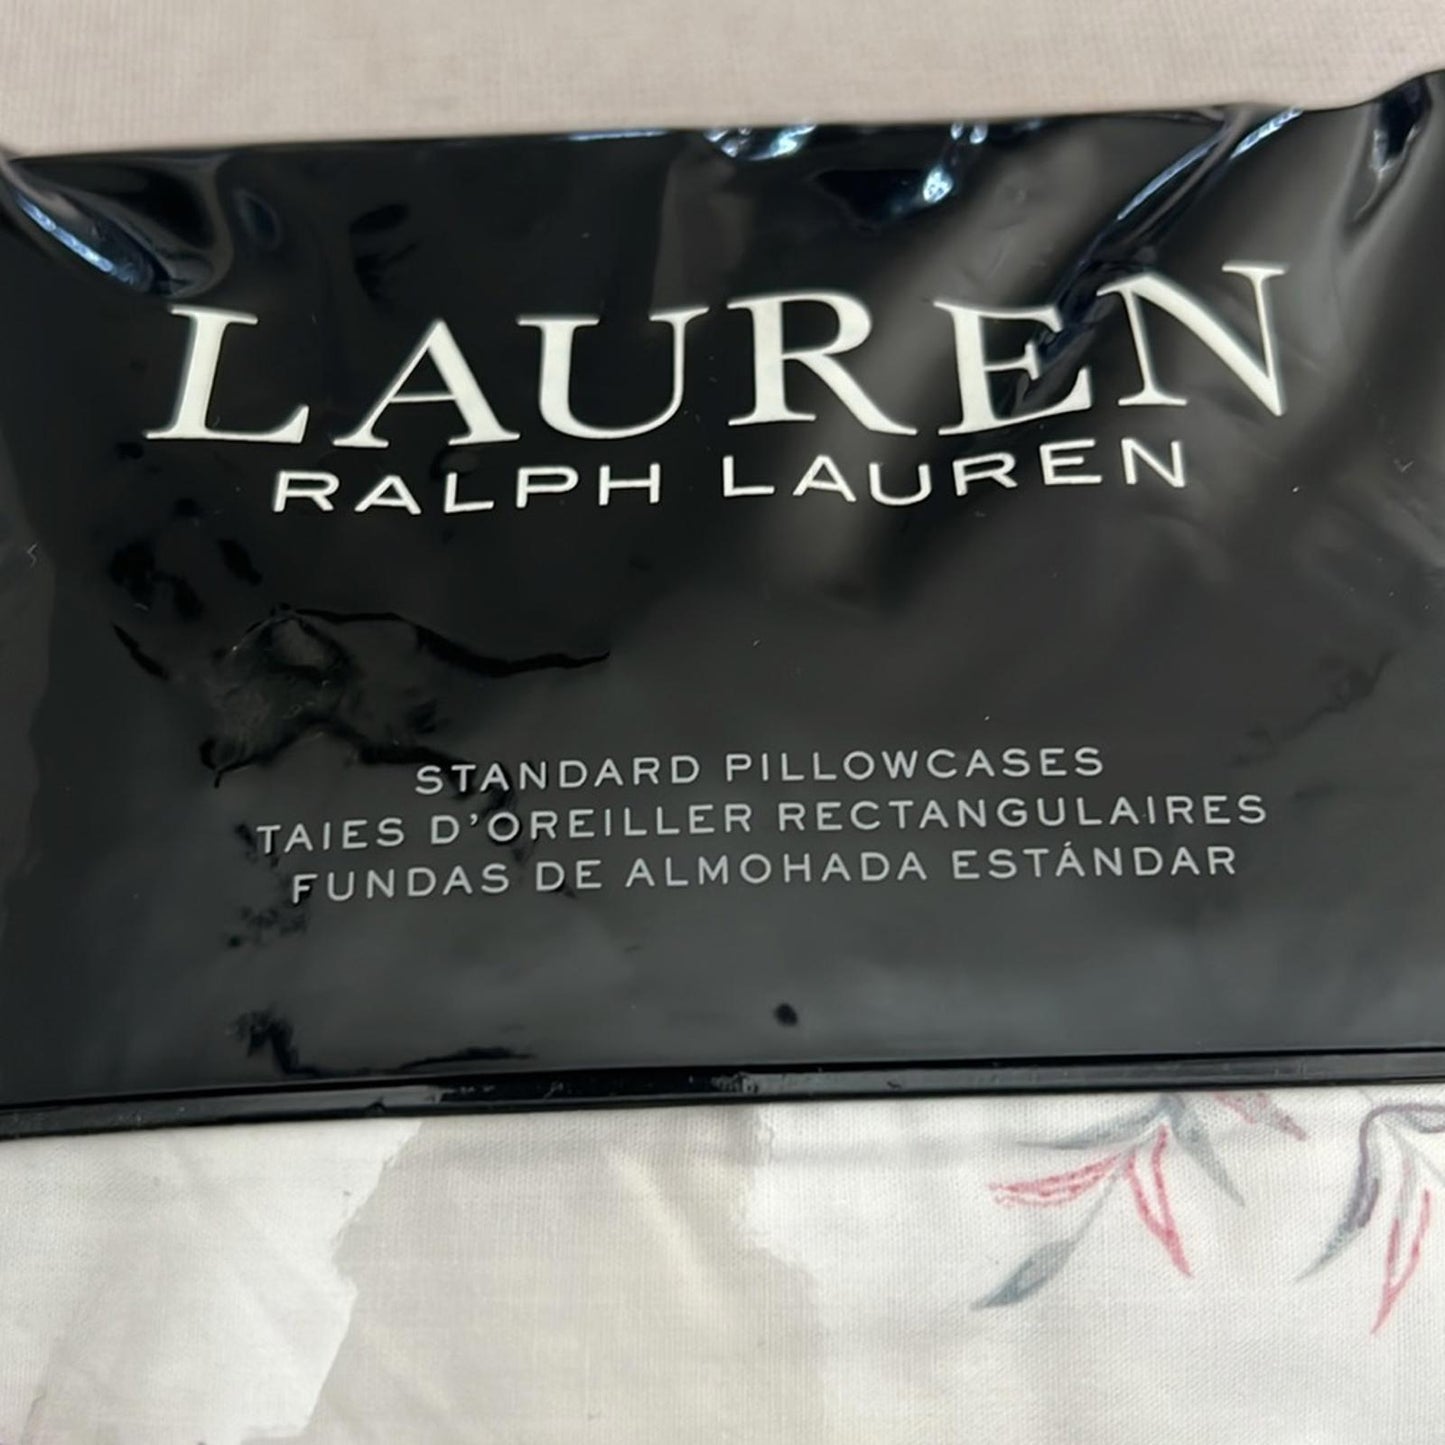 LAUREN
RALPH LAUREN
STANDARD PILLOWCASES
TAIES D'OREILLER RECTANGULAIRES
FUNDAS DE ALMOHADA ESTÁNDAR